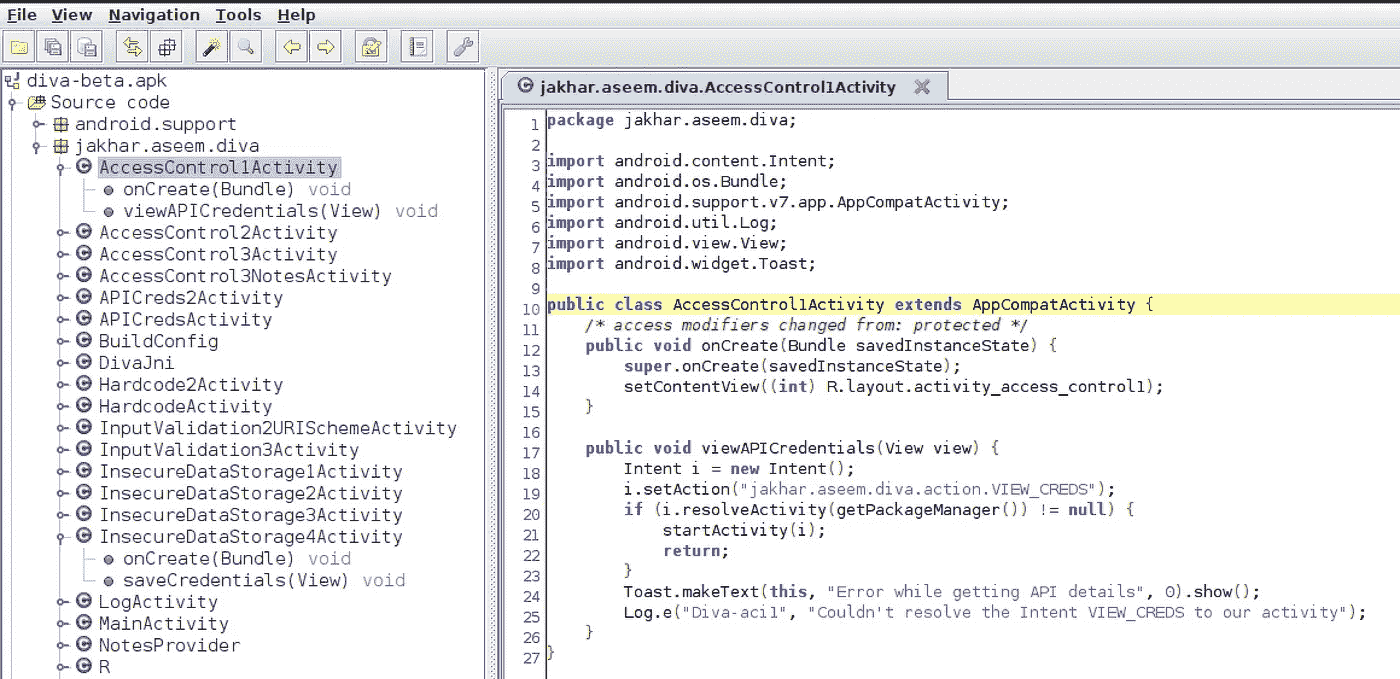 File View Navigation Tools Help
diva-beta.apk
Source code
android.support
jakhar.aseem.diva
AccessControl1Activity
onCreate(Bundle) void
viewAPICredentials(View) void
AccessControl2Activity
AccessControl3Activity
AccessControl3NotesActivity
APICreds2Activity
APICredsActivity
BuildConfig
DivaJni
Hardcode2Activity
HardcodeActivity
InputValidation2URISchemeActivity
InputValidation3Activity
InsecureDataStorage1Activity
InsecureDataStorage2Activity
InsecureDataStorage3Activity
InsecureDataStorage4Activity
onCreate(Bundle) void
saveCredentials(View) void
LogActivity
MainActivity
NotesProvider
R
jakhar.aseem.diva.AccessControl1Activity
1 package jakhar.aseem.diva;
2
3 import android.content.Intent;
4 import android.os.Bundle;
5 import android.support.v7.app.AppCompatActivity;
6 import android.util.Log;
7 import android.view.View;
8 import android.widget.Toast;
9
10 public class AccessControl1Activity extends AppCompatActivity {
11     /* access modifiers changed from: protected */
12     public void onCreate(Bundle savedInstanceState) {
13         super.onCreate(savedInstanceState);
14         setContentView((int) R.layout.activity_access_control1);
15     }
16
17     public void viewAPICredentials(View view) {
18         Intent i = new Intent();
19         i.setAction("jakhar.aseem.diva.action.VIEW_CREDS");
20         if (i.resolveActivity(getPackageManager()) != null) {
21             startActivity(i);
22             return;
23         }
24         Toast.makeText(this, "Error while getting API details", 0).show();
25         Log.e("Diva-aci1", "Couldn't resolve the Intent VIEW_CREDS to our activity");
26     }
27 }